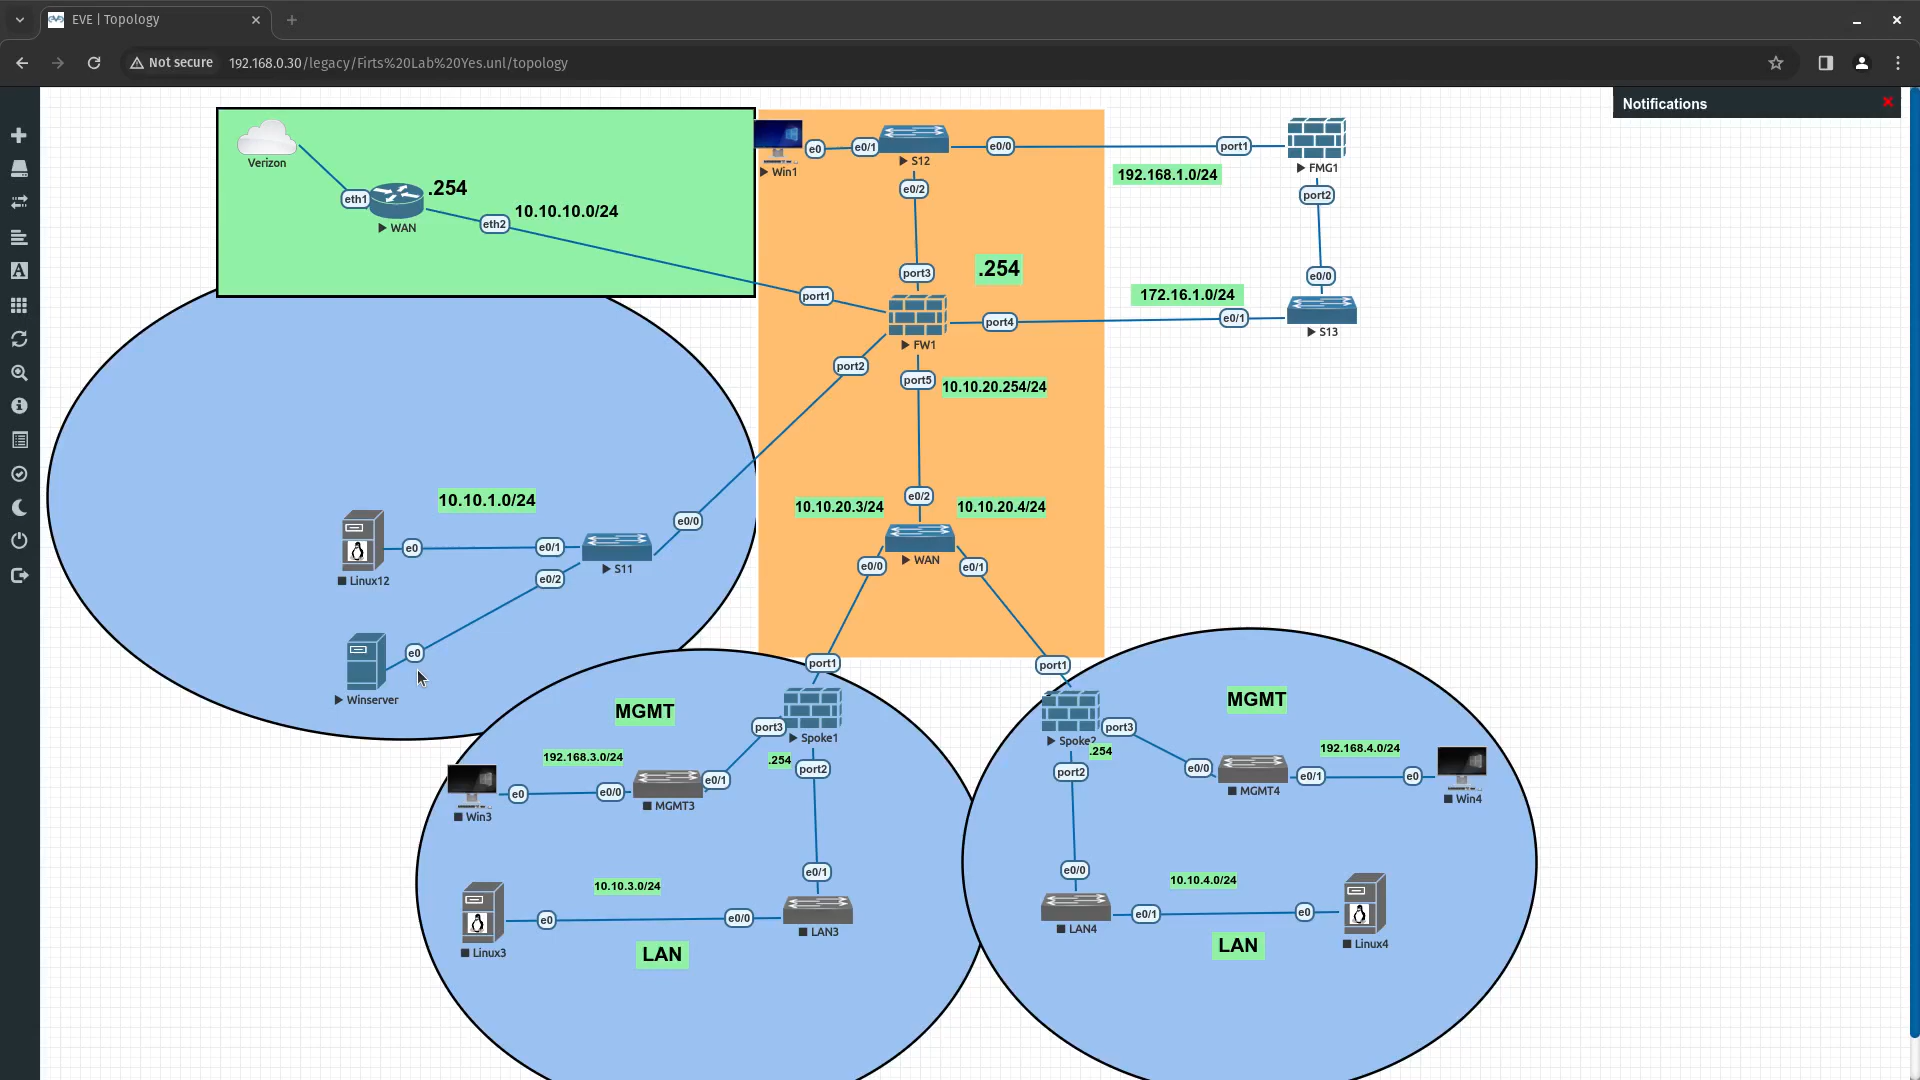 EVE | Topology
Not secure
192.168.0.30/legacy/Firts%20Lab%20Yes.unl/topology
Notifications
Verizon
eth1
.254
WAN
eth2
10.10.10.0/24
Win1
e0
e0/1
S12
e0/0
port1
192.168.1.0/24
FMG1
port2
e0/2
port3
.254
e0/0
172.16.1.0/24
port1
FW1
port4
e0/1
S13
port2
port5
10.10.20.254/24
e0/2
10.10.20.3/24
10.10.20.4/24
WAN
e0/0
e0/1
10.10.1.0/24
Linux12
e0
e0/1
S11
e0/0
e0/2
e0
Winserver
port1
port1
MGMT
port3
Spoke1
.254
port2
192.168.3.0/24
Win3
e0
e0/0
MGMT3
e0/1
10.10.3.0/24
e0/1
Linux3
e0
e0/0
LAN3
LAN
MGMT
Spoke2
port3
.254
port2
192.168.4.0/24
e0/0
MGMT4
e0/1
e0
Win4
e0/0
10.10.4.0/24
LAN4
e0/1
e0
Linux4
LAN